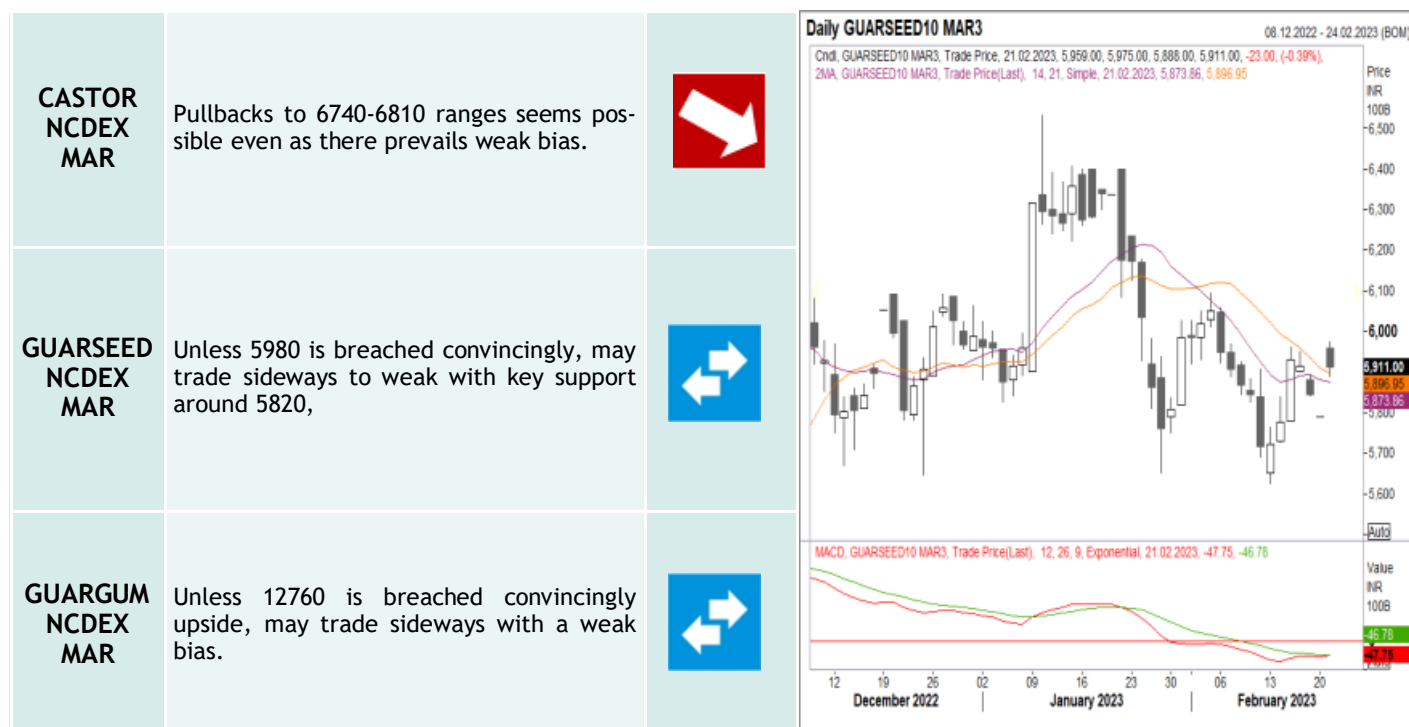 CASTOR
NCDEX
MAR
Pullbacks to 6740-6810 ranges seems pos-
sible even as there prevails weak bias.
GUARSEED
NCDEX
MAR
Unless 5980 is breached convincingly, may
trade sideways to weak with key support
around 5820,
GUARGUM
NCDEX
MAR
Unless 12760 is breached convincingly
upside, may trade sideways with a weak
bias.
Daily GUARSEED10 MAR3
08.12.2022 - 24.02.2023 (BOM)
Cndl, GUARSEED10 MAR3, Trade Price, 21.02.2023, 5,959.00, 5,975.00, 5,888.00, 5,911.00, -23.00, (-0.39%),
2MA, GUARSEED10 MAR3, Trade Price(Last), 14, 21, Simple, 21.02.2023, 5,873.86, 5,896.95
Price
INR
100B
6,500
6,400
6,300
6,200
6,100
6,000
5,911.00
5,896.95
5,873.86
5,800
5,700
5,600
Auto
MACD, GUARSEED10 MAR3, Trade Price(Last), 12, 26, 9, Exponential, 21.02.2023, -47.75, -46.78
Value
INR
100B
-46.78
-47.75
12 19 26 02 09 16 23 30 06 13 20
December 2022 January 2023 February 2023